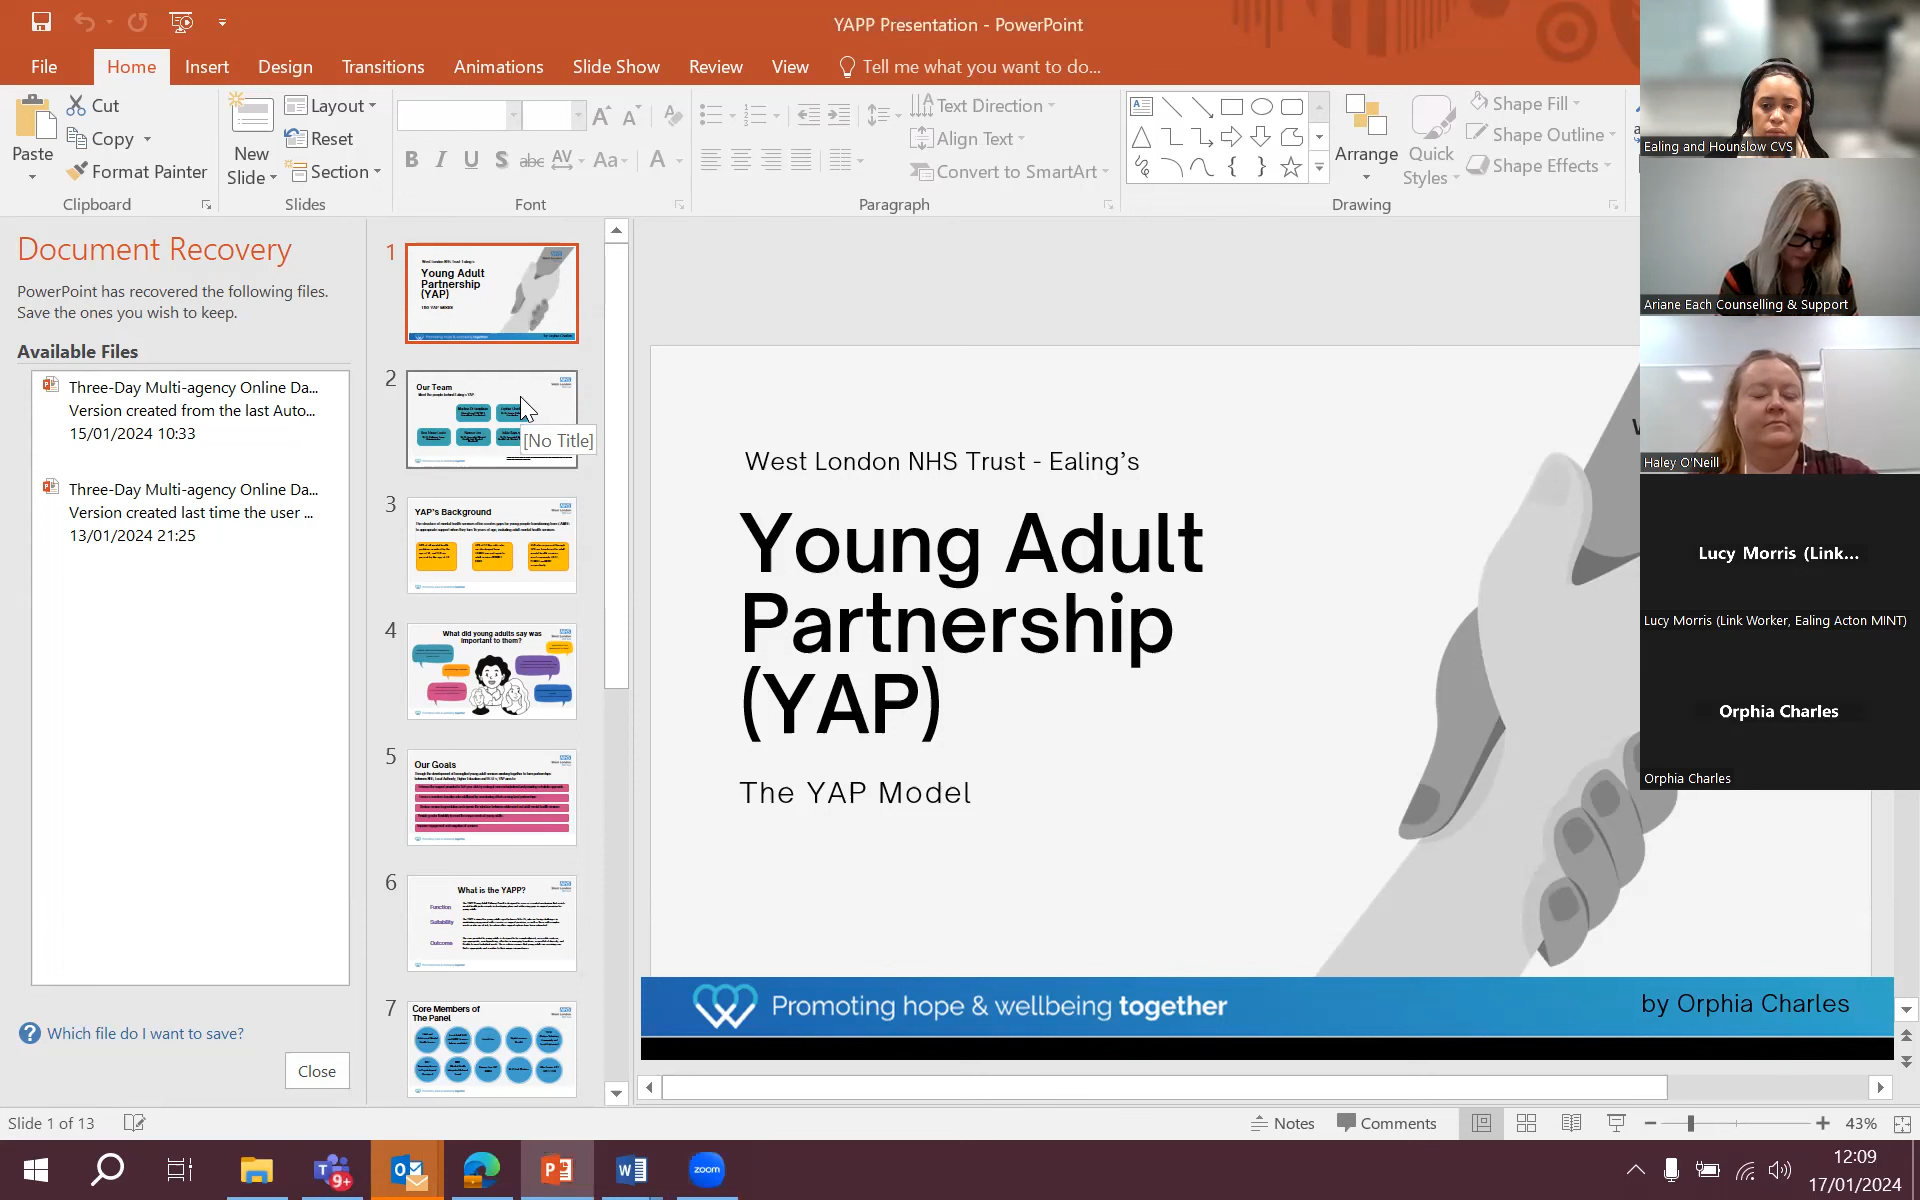 YAPP Presentation - PowerPoint
File
Home
Insert
Design
Transitions
Animations
Slide Show
Review
View
Tell me what you want to do...
Paste
Cut
Copy
Format Painter
Clipboard
New
Slide
Layout
Reset
Section
Slides
Font
Text Direction
Align Text
Convert to SmartArt
Paragraph
Arrange
Quick
Styles
Shape Fill
Shape Outline
Shape Effects
Drawing
Document Recovery
PowerPoint has recovered the following files.
Save the ones you wish to keep.
Available Files
Three-Day Multi-agency Online Da...
Version created from the last Auto...
15/01/2024 10:33
Three-Day Multi-agency Online Da...
Version created last time the user ...
13/01/2024 21:25
Which file do I want to save?
Close
1
Young Adult
Partnership
(YAP)
The YAP Model
2
Our Team
[No Title]
3
YAP's Background
4
What did young adults say was
important to them?
5
Our Goals
6
What is the YAPP?
Function
Suitability
Outcome
7
Core Members of
The Panel
West London NHS Trust - Ealing's
Young Adult
Partnership
(YAP)
The YAP Model
Promoting hope & wellbeing together
by Orphia Charles
Ealing and Hounslow CVS
Ariane Each Counselling & Support
Haley O'Neill
Lucy Morris (Link...
Lucy Morris (Link Worker, Ealing Acton MINT)
Orphia Charles
Orphia Charles
Slide 1 of 13
Notes
Comments
43%
9+
zoom
12:09
17/01/2024